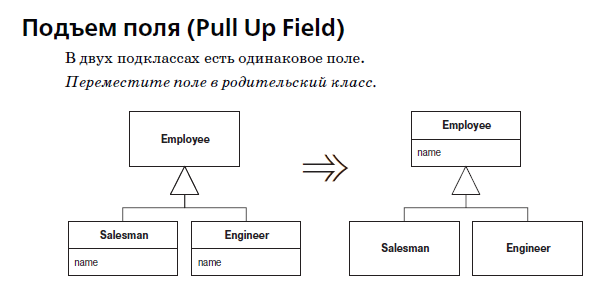 Подъем поля (Pull Up Field)
В двух подклассах есть одинаковое поле.
Переместите поле в родительский класс.
Employee
Salesman
name
Engineer
name
Employee
name
Salesman
Engineer